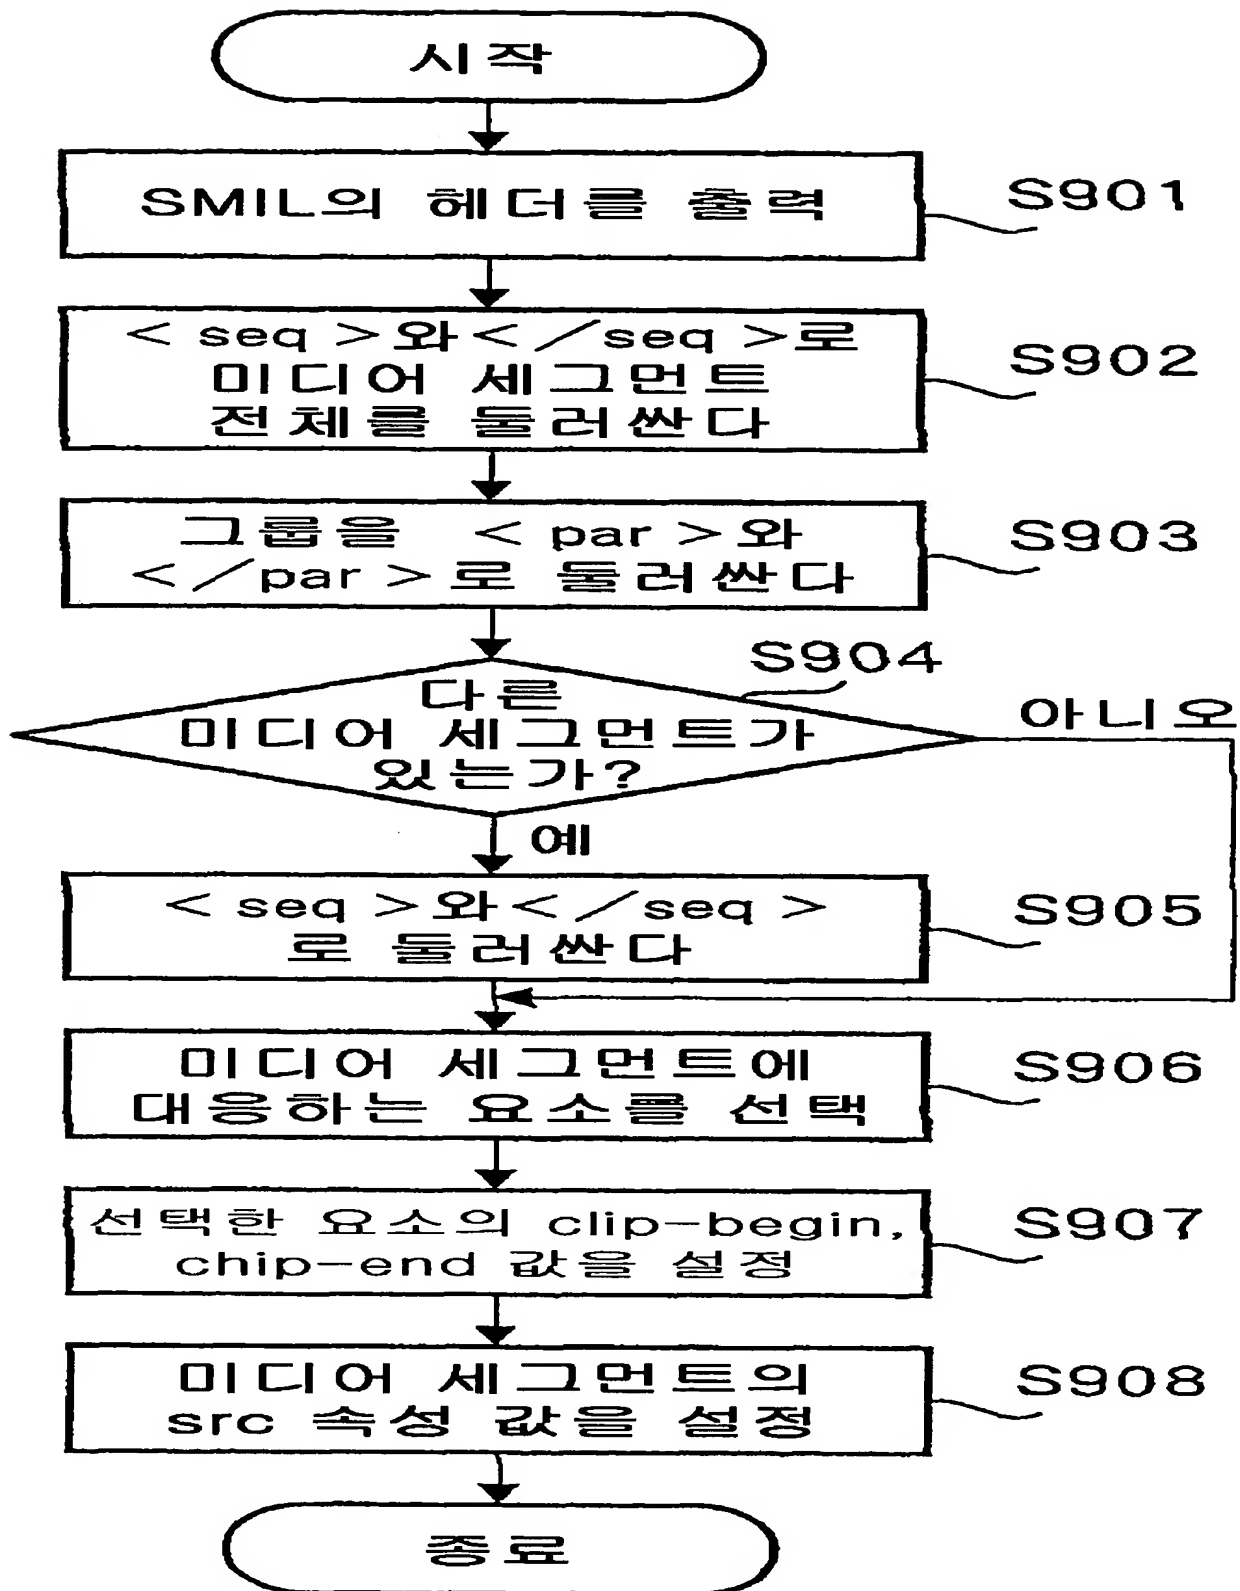 시작
SMIL의 헤더를 출력
S901
< seq >와</seq >로
미디어 세그먼트
전체를 둘러싼다
S902
그룹을 < par >와
</par >로 둘러싼다
S903
S904
다른
미디어 세그먼트가
있는가?
아니오
예
< seq >와</seq >
로 둘러싼다
S905
미디어 세그먼트에
대응하는 요소를 선택
S906
선택한 요소의 clip-begin,
chip-end 값을 설정
S907
미디어 세그먼트의
src 속성 값을 설정
S908
종료